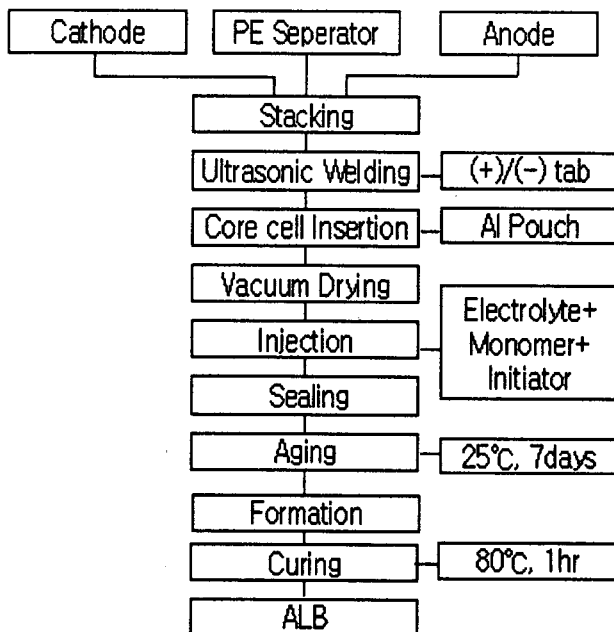 Cathode
PE Seperator
Anode
Stacking
Ultrasonic Welding
(+)/(-) tab
Core cell Insertion
Al Pouch
Vacuum Drying
Injection
Electrolyte+
Monomer+
Initiator
Sealing
Aging
25℃, 7days
Formation
Curing
80℃, 1hr
ALB